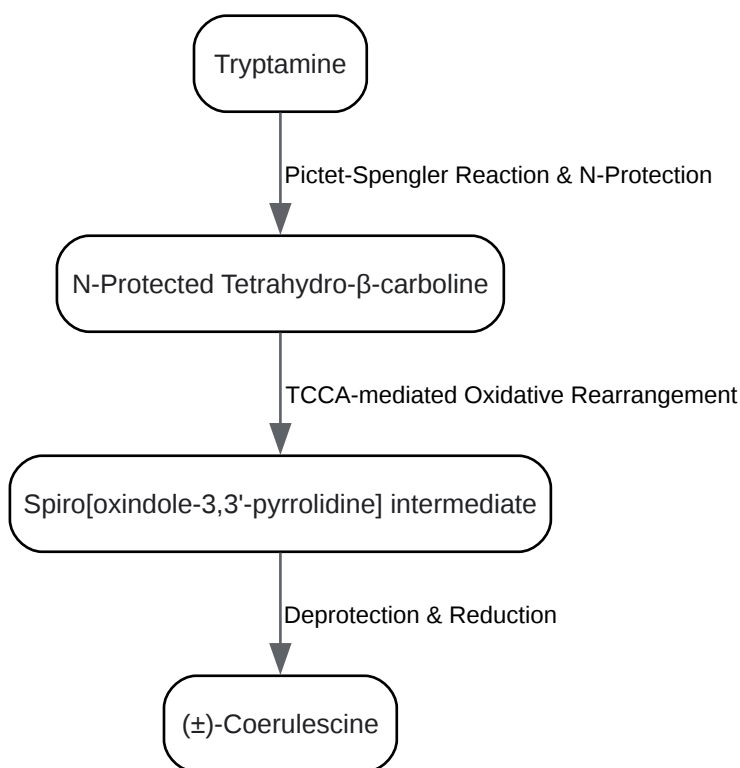 Tryptamine
Pictet-Spengler Reaction & N-Protection
N-Protected Tetrahydro-β-carboline
TCCA-mediated Oxidative Rearrangement
Spiro[oxindole-3,3'-pyrrolidine] intermediate
Deprotection & Reduction
(±)-Coerulescine